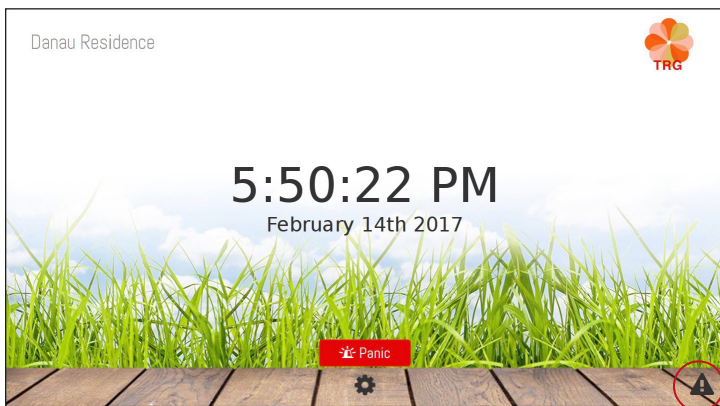 Danau Residence
TRG
5:50:22 PM
February 14th 2017
Panic